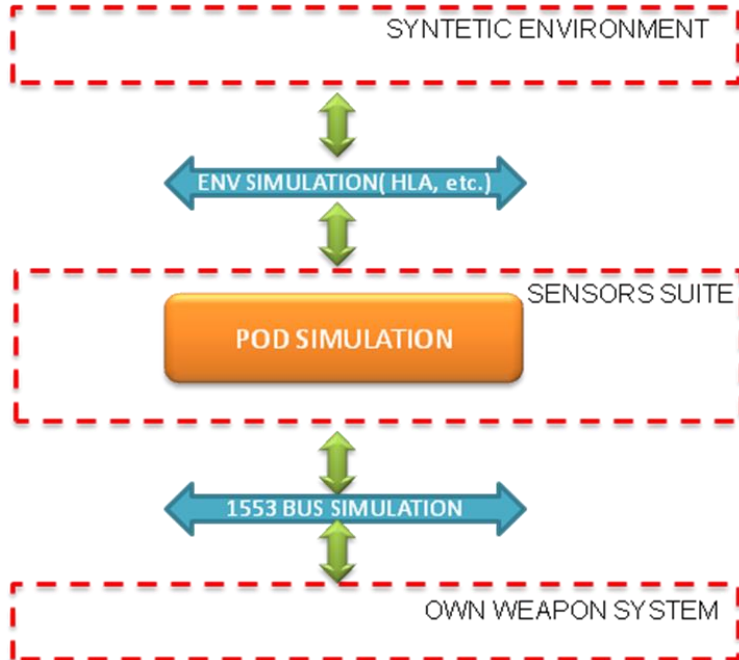 SYNTETIC ENVIRONMENT
ENV SIMULATION( HLA, etc.)
SENSORS SUITE
POD SIMULATION
1553 BUS SIMULATION
OWN WEAPON SYSTEM